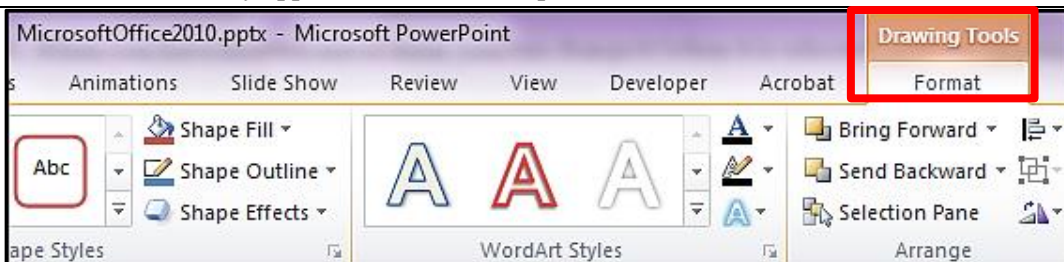 MicrosoftOffice2010.pptx - Microsoft PowerPoint
Drawing Tools
s Animations Slide Show Review View Developer Acrobat Format
Abc
Shape Fill
Shape Outline
Shape Effects
A A A
A
A
Bring Forward
Send Backward
Selection Pane
ape Styles WordArt Styles Arrange